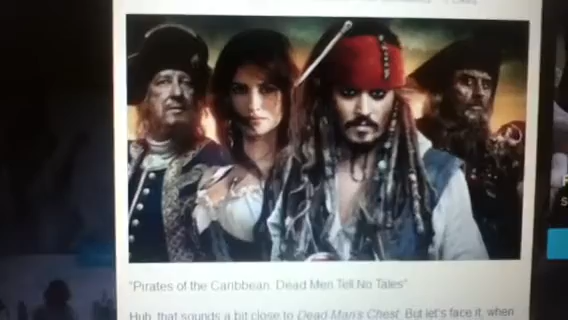 "Pirates of the Caribbean: Dead Men Tell No Tales"
Huh, that sounds a bit close to Dead Man's Chest. But let's face it, when